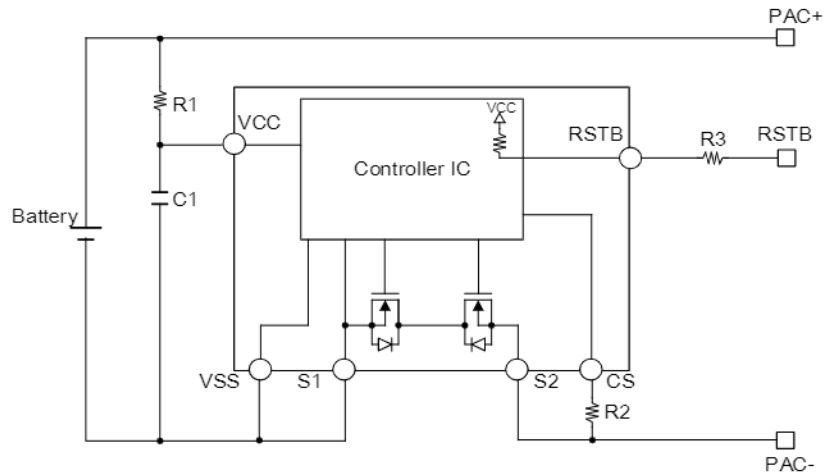 PAC+
R1
VCC
VCC
RSTB
R3
RSTB
Controller IC
C1
Battery
VSS
S1
S2
CS
R2
PAC-